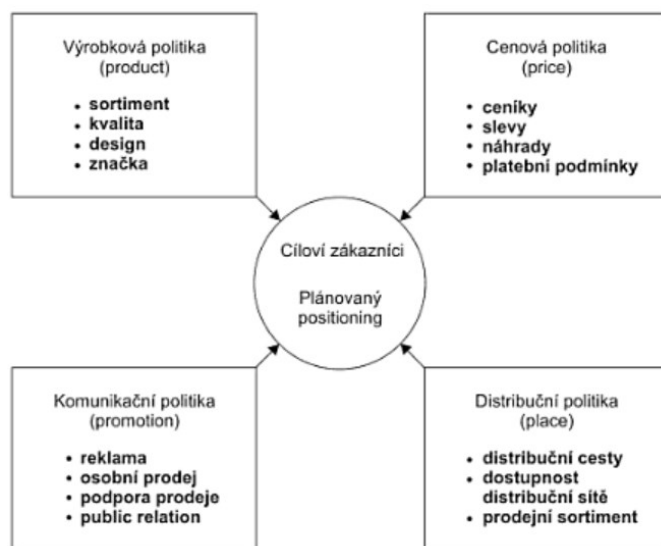 Výrobková politika
(product)
• sortiment
• kvalita
• design
• značka
Cenová politika
(price)
• ceníky
• slevy
• náhrady
• platební podmínky
Cíloví zákazníci
Plánovaný
positioning
Komunikační politika
(promotion)
• reklama
• osobní prodej
• podpora prodeje
• public relation
Distribuční politika
(place)
• distribuční cesty
• dostupnost
distribuční sítě
• prodejní sortiment